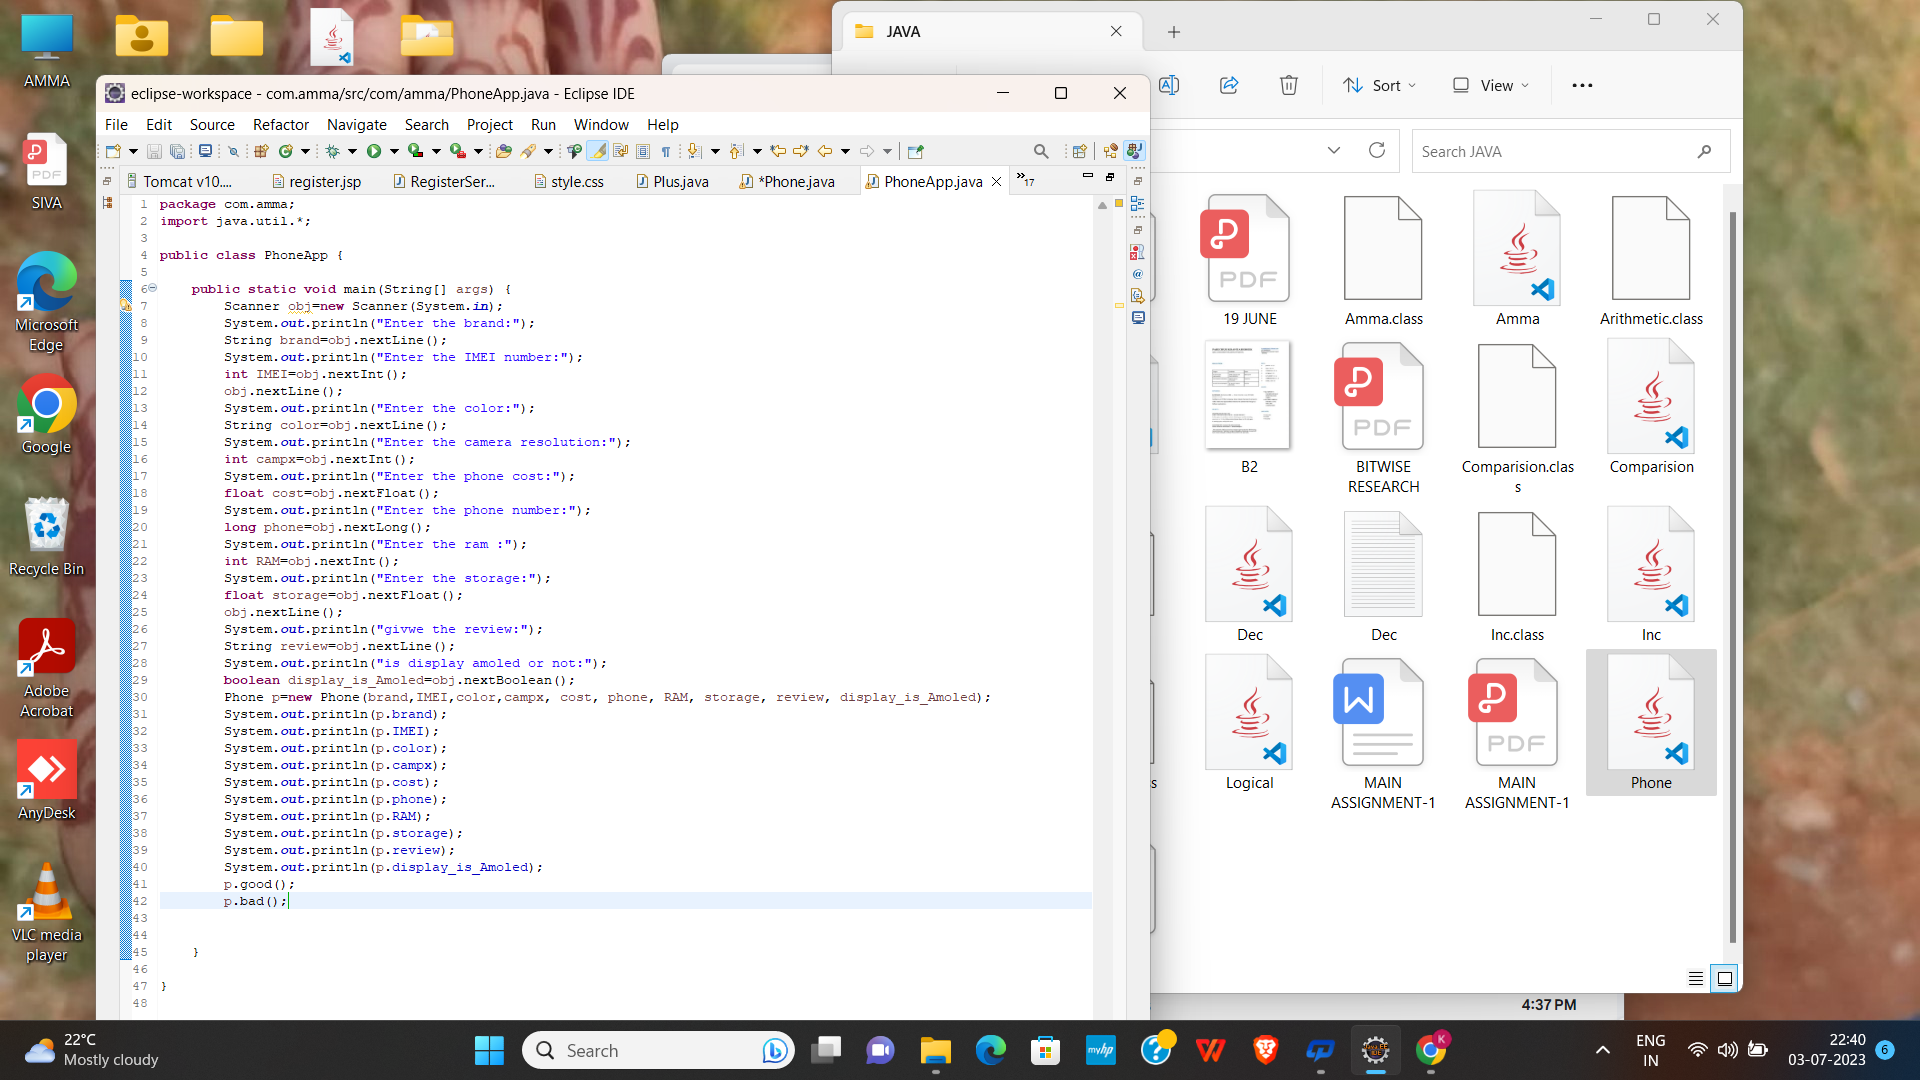 AMMA
SIVA
Microsoft
Edge
Google
Recycle Bin
Adobe
Acrobat
AnyDesk
VLC media
player
eclipse-workspace - com.amma/src/com/amma/PhoneApp.java - Eclipse IDE
File Edit Source Refactor Navigate Search Project Run Window Help
Tomcat v10.... register.jsp RegisterSer... style.css Plus.java *Phone.java PhoneApp.java 17
1 package com.amma;
2 import java.util.*;
3
4 public class PhoneApp {
5
6 public static void main(String[] args) {
7 Scanner obj=new Scanner(System.in);
8 System.out.println("Enter the brand:");
9 String brand=obj.nextLine();
10 System.out.println("Enter the IMEI number:");
11 int IMEI=obj.nextInt();
12 obj.nextLine();
13 System.out.println("Enter the color:");
14 String color=obj.nextLine();
15 System.out.println("Enter the camera resolution:");
16 int campx=obj.nextInt();
17 System.out.println("Enter the phone cost:");
18 float cost=obj.nextFloat();
19 System.out.println("Enter the phone number:");
20 long phone=obj.nextLong();
21 System.out.println("Enter the ram :");
22 int RAM=obj.nextInt();
23 System.out.println("Enter the storage:");
24 float storage=obj.nextFloat();
25 obj.nextLine();
26 System.out.println("givwe the review:");
27 String review=obj.nextLine();
28 System.out.println("is display amoled or not:");
29 boolean display_is_Amoled=obj.nextBoolean();
30 Phone p=new Phone(brand,IMEI,color,campx, cost, phone, RAM, storage, review, display_is_Amoled);
31 System.out.println(p.brand);
32 System.out.println(p.IMEI);
33 System.out.println(p.color);
34 System.out.println(p.campx);
35 System.out.println(p.cost);
36 System.out.println(p.phone);
37 System.out.println(p.RAM);
38 System.out.println(p.storage);
39 System.out.println(p.review);
40 System.out.println(p.display_is_Amoled);
41 p.good();
42 p.bad();
43
44
45 }
46
47 }
48
JAVA
Sort View
Search JAVA
PDF
19 JUNE Amma.class Amma Arithmetic.class
PDF
B2 BITWISE RESEARCH Comparision.class Comparision
Dec Dec Inc.class Inc
PDF
s Logical MAIN ASSIGNMENT-1 MAIN ASSIGNMENT-1 Phone
4:37 PM
22°C
Mostly cloudy
Search
myhp
K
ENG
IN
22:40
03-07-2023
6